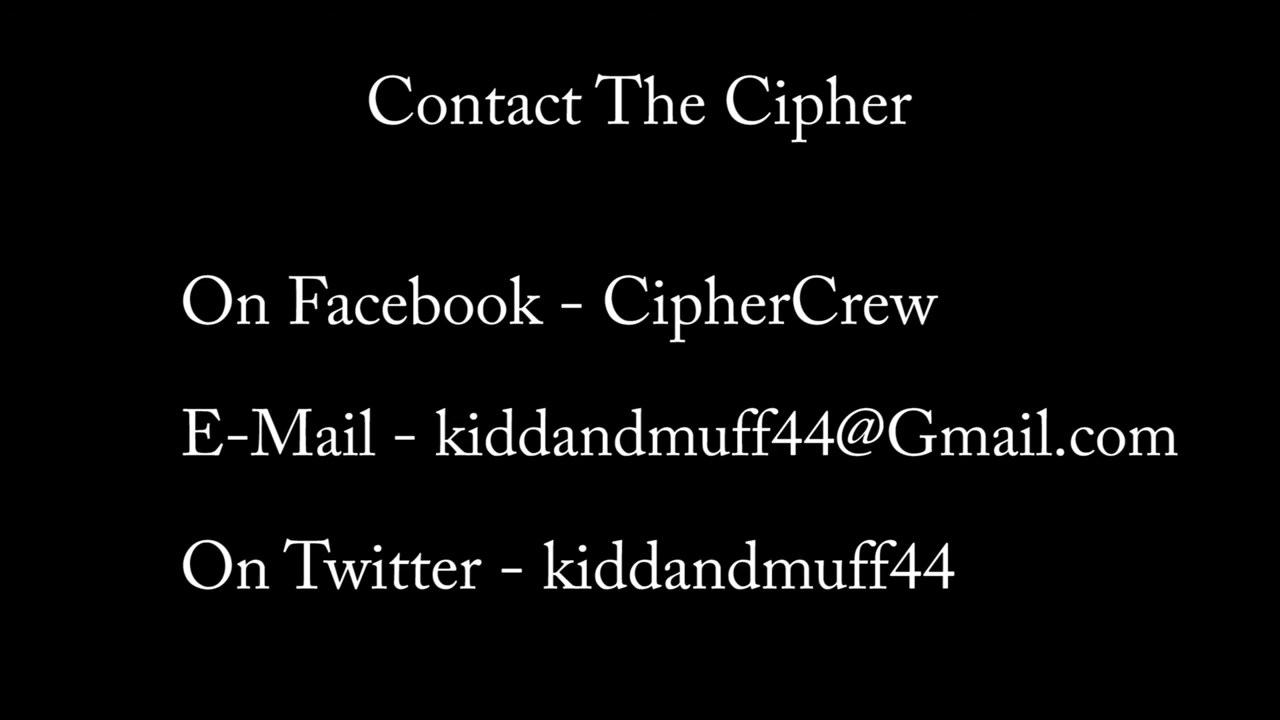 Contact The Cipher
On Facebook - CipherCrew
E-Mail - kiddandmuff44@Gmail.com
On Twitter - kiddandmuff44